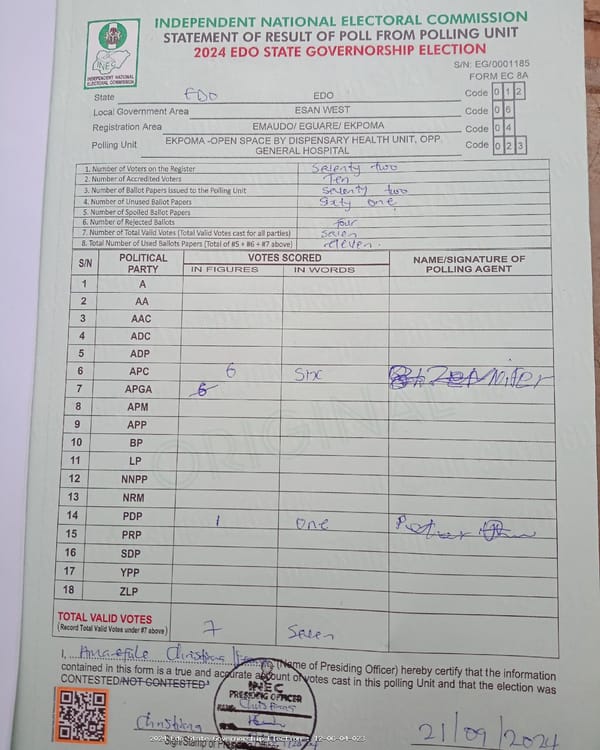 INDEPENDENT NATIONAL ELECTORAL COMMISSION
STATEMENT OF RESULT OF POLL FROM POLLING UNIT
2024 EDO STATE GOVERNORSHIP ELECTION
INEC
INDEPENDENT NATIONAL ELECTORAL COMMISSION
S/N: EG/0001185
FORM EC 8A
State EDO EDO Code 0 1 2
Local Government Area ESAN WEST Code 0 6
Registration Area EMAUDO/ EGUARE/ EKPOMA Code 0 4
Polling Unit EKPOMA -OPEN SPACE BY DISPENSARY HEALTH UNIT, OPP. GENERAL HOSPITAL Code 0 2 3
1. Number of Voters on the Register Seventy two
2. Number of Accredited Voters Ten
3. Number of Ballot Papers Issued to the Polling Unit Seventy two
4. Number of Unused Ballot Papers Sixty one
5. Number of Spoiled Ballot Papers
6. Number of Rejected Ballots four
7. Number of Total Valid Votes (Total Valid Votes cast for all parties) Seven
8. Total Number of Used Ballots Papers (Total of #5 + #6 + #7 above) eleven.
S/N POLITICAL PARTY VOTES SCORED NAME/SIGNATURE OF POLLING AGENT
IN FIGURES IN WORDS
1 A
2 AA
3 AAC
4 ADC
5 ADP
6 APC 6 Six
7 APGA 6
8 APM
9 APP
10 BP
11 LP
12 NNPP
13 NRM
14 PDP 1 One
15 PRP
16 SDP
17 YPP
18 ZLP
ORIGINAL
TOTAL VALID VOTES 7 Seven
(Record Total Valid Votes under #7 above)
I, Christiana (Name of Presiding Officer) hereby certify that the information
contained in this form is a true and accurate account of votes cast in this polling Unit and that the election was
CONTESTED/NOT CONTESTED
INEC
PRESIDING OFFICER
Christiana
21/09/2024
2024 Edo State Governorship Election - 12-06-04-023